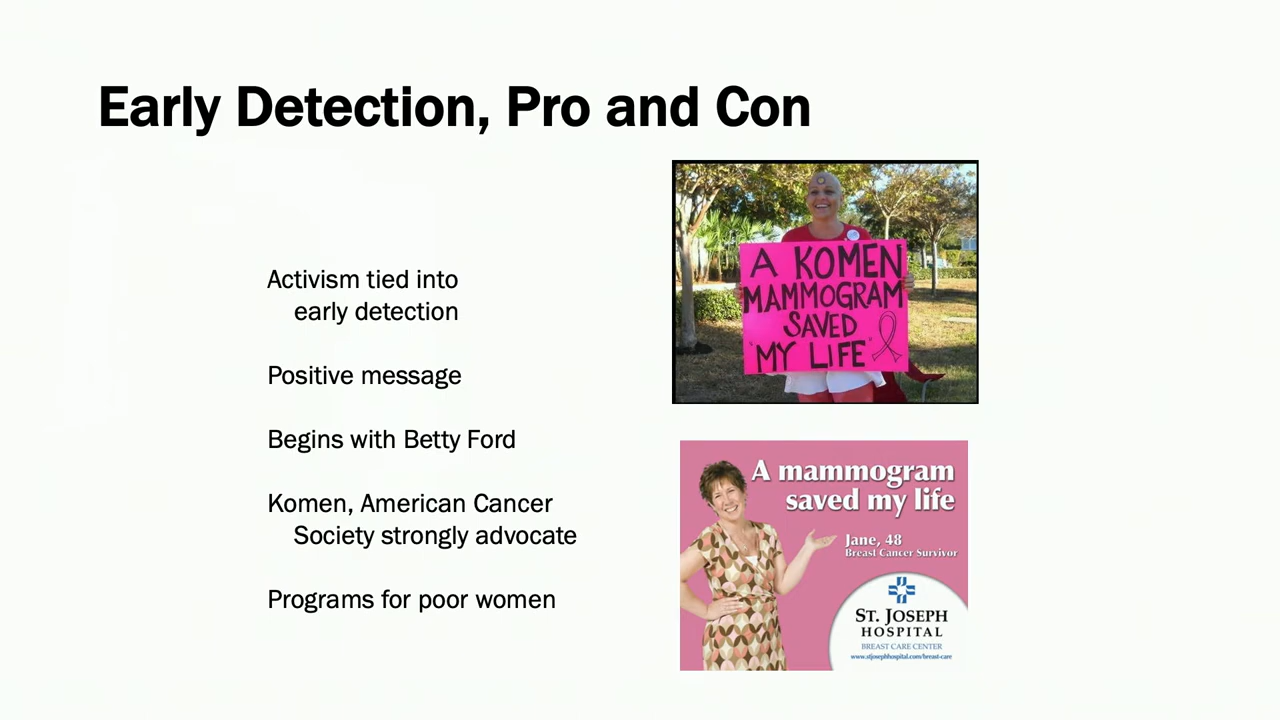 Early Detection, Pro and Con
Activism tied into
early detection
Positive message
Begins with Betty Ford
Komen, American Cancer
Society strongly advocate
Programs for poor women
A KOMEN
MAMMOGRAM
SAVED
"MY LIFE"
A mammogram
saved my life
Jane, 48
Breast Cancer Survivor
ST. JOSEPH
HOSPITAL
BREAST CARE CENTER
www.stjosephhospital.com/breast-care